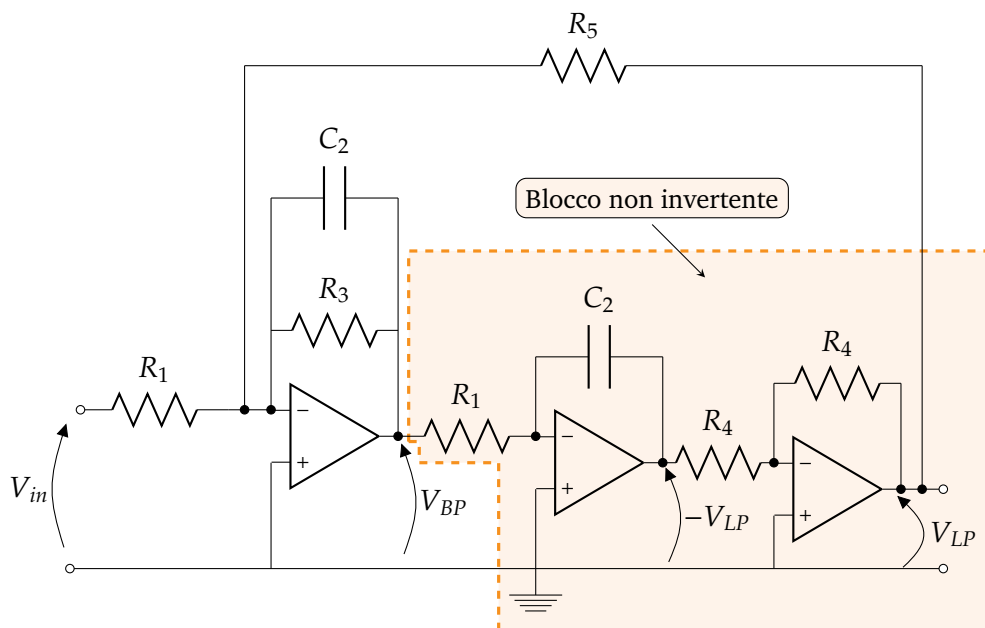 R5
C2
Blocco non invertente
R3
C2
R4
R1
R1
R4
−
+
−
+
−
+
Vin
VBP
−VLP
VLP